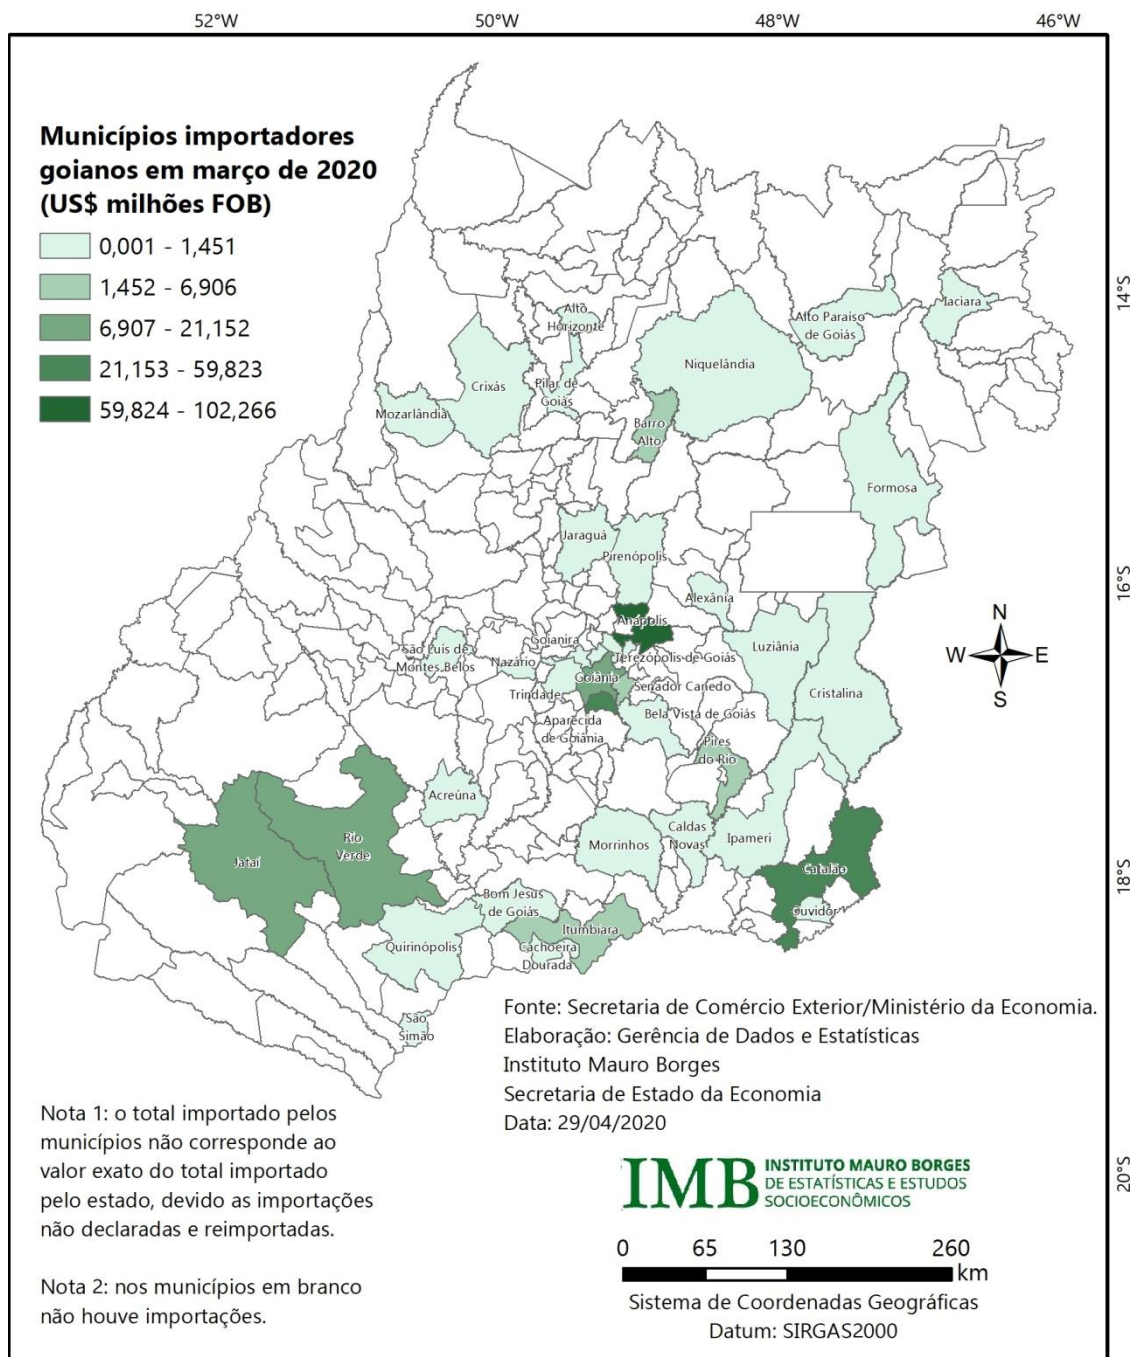 52°W 50°W 48°W 46°W
Municípios importadores
goianos em março de 2020
(US$ milhões FOB)
0,001 - 1,451
1,452 - 6,906
6,907 - 21,152
21,153 - 59,823
59,824 - 102,266
14°S
16°S
18°S
20°S
Alto
Horizonte
Alto Paraíso
de Goiás
Iaciara
Niquelândia
Crixás
Pilar de
Goiás
Mozarlândia
Barro
Alto
Formosa
Jaraguá
Pirenópolis
Alexânia
Anápolis
Goianira
São Luís de
Montes Belos
Nazário
Terezópolis de Goiás
Luziânia
Goiânia
Trindade
Senador Canedo
Cristalina
Bela Vista de Goiás
Aparecida
de Goiânia
Pires
do Rio
Acreúna
Rio
Verde
Jataí
Morrinhos
Caldas
Novas
Ipameri
Catalão
Ouvidor
Bom Jesus
de Goiás
Itumbiara
Quirinópolis
Cachoeira
Dourada
São
Simão
N
W E
S
Fonte: Secretaria de Comércio Exterior/Ministério da Economia.
Elaboração: Gerência de Dados e Estatísticas
Instituto Mauro Borges
Secretaria de Estado da Economia
Data: 29/04/2020
Nota 1: o total importado pelos
municípios não corresponde ao
valor exato do total importado
pelo estado, devido as importações
não declaradas e reimportadas.
Nota 2: nos municípios em branco
não houve importações.
IMB
INSTITUTO MAURO BORGES
DE ESTATÍSTICAS E ESTUDOS
SOCIOECONÔMICOS
0 65 130 260
km
Sistema de Coordenadas Geográficas
Datum: SIRGAS2000